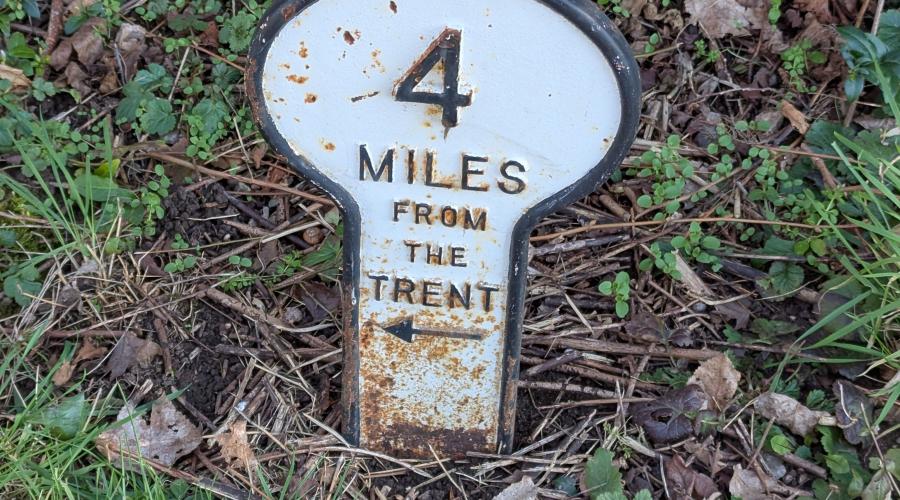 4
MILES
FROM
THE
TRENT